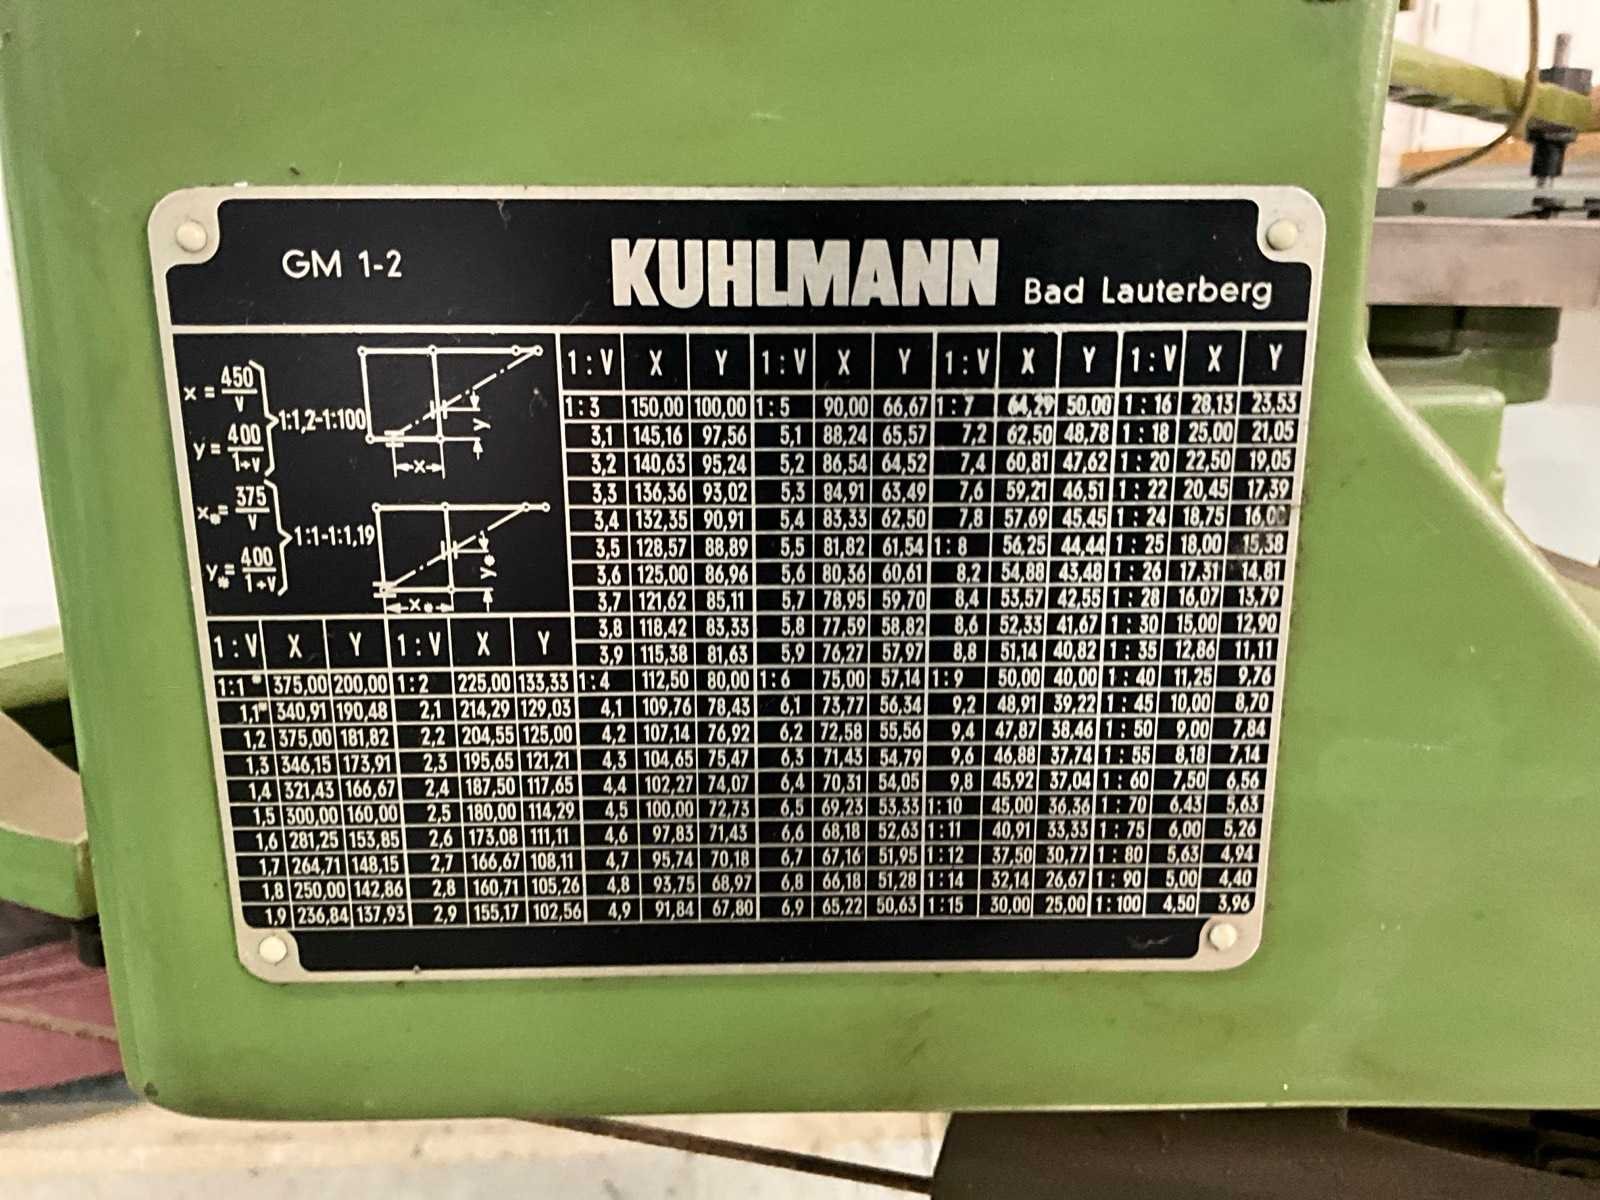 GM 1-2 KUHLMANN Bad Lauterberg
x = 450/v
y = 400/1+v
1:1,2-1:100
x* = 375/v
y* = 400/1+v
1:1-1:1,19
y
x
y*
x*
1:V X Y 1:V X Y 1:V X Y 1:V X Y
1:3 150,00 100,00 1:5 90,00 66,67 1:7 64,29 50,00 1:16 28,13 23,53
3,1 145,16 97,56 5,1 88,24 65,57 7,2 62,50 48,78 1:18 25,00 21,05
3,2 140,63 95,24 5,2 86,54 64,52 7,4 60,81 47,62 1:20 22,50 19,05
3,3 136,36 93,02 5,3 84,91 63,49 7,6 59,21 46,51 1:22 20,45 17,39
3,4 132,35 90,91 5,4 83,33 62,50 7,8 57,69 45,45 1:24 18,75 16,00
3,5 128,57 88,89 5,5 81,82 61,54 1:8 56,25 44,44 1:25 18,00 15,38
3,6 125,00 86,96 5,6 80,36 60,61 8,2 54,88 43,48 1:26 17,31 14,81
3,7 121,62 85,11 5,7 78,95 59,70 8,4 53,57 42,55 1:28 16,07 13,79
3,8 118,42 83,33 5,8 77,59 58,82 8,6 52,33 41,67 1:30 15,00 12,90
3,9 115,38 81,63 5,9 76,27 57,97 8,8 51,14 40,82 1:35 12,86 11,11
1:V X Y 1:V X Y
1:1* 375,00 200,00 1:2 225,00 133,33 1:4 112,50 80,00 1:6 75,00 57,14 1:9 50,00 40,00 1:40 11,25 9,76
1,1* 340,91 190,48 2,1 214,29 129,03 4,1 109,76 78,43 6,1 73,77 56,34 9,2 48,91 39,22 1:45 10,00 8,70
1,2 375,00 181,82 2,2 204,55 125,00 4,2 107,14 76,92 6,2 72,58 55,56 9,4 47,87 38,46 1:50 9,00 7,84
1,3 346,15 173,91 2,3 195,65 121,21 4,3 104,65 75,47 6,3 71,43 54,79 9,6 46,88 37,74 1:55 8,18 7,14
1,4 321,43 166,67 2,4 187,50 117,65 4,4 102,27 74,07 6,4 70,31 54,05 9,8 45,92 37,04 1:60 7,50 6,56
1,5 300,00 160,00 2,5 180,00 114,29 4,5 100,00 72,73 6,5 69,23 53,33 1:10 45,00 36,36 1:70 6,43 5,63
1,6 281,25 153,85 2,6 173,08 111,11 4,6 97,83 71,43 6,6 68,18 52,63 1:11 40,91 33,33 1:75 6,00 5,26
1,7 264,71 148,15 2,7 166,67 108,11 4,7 95,74 70,18 6,7 67,16 51,95 1:12 37,50 30,77 1:80 5,63 4,94
1,8 250,00 142,86 2,8 160,71 105,26 4,8 93,75 68,97 6,8 66,18 51,28 1:14 32,14 26,67 1:90 5,00 4,40
1,9 236,84 137,93 2,9 155,17 102,56 4,9 91,84 67,80 6,9 65,22 50,63 1:15 30,00 25,00 1:100 4,50 3,96